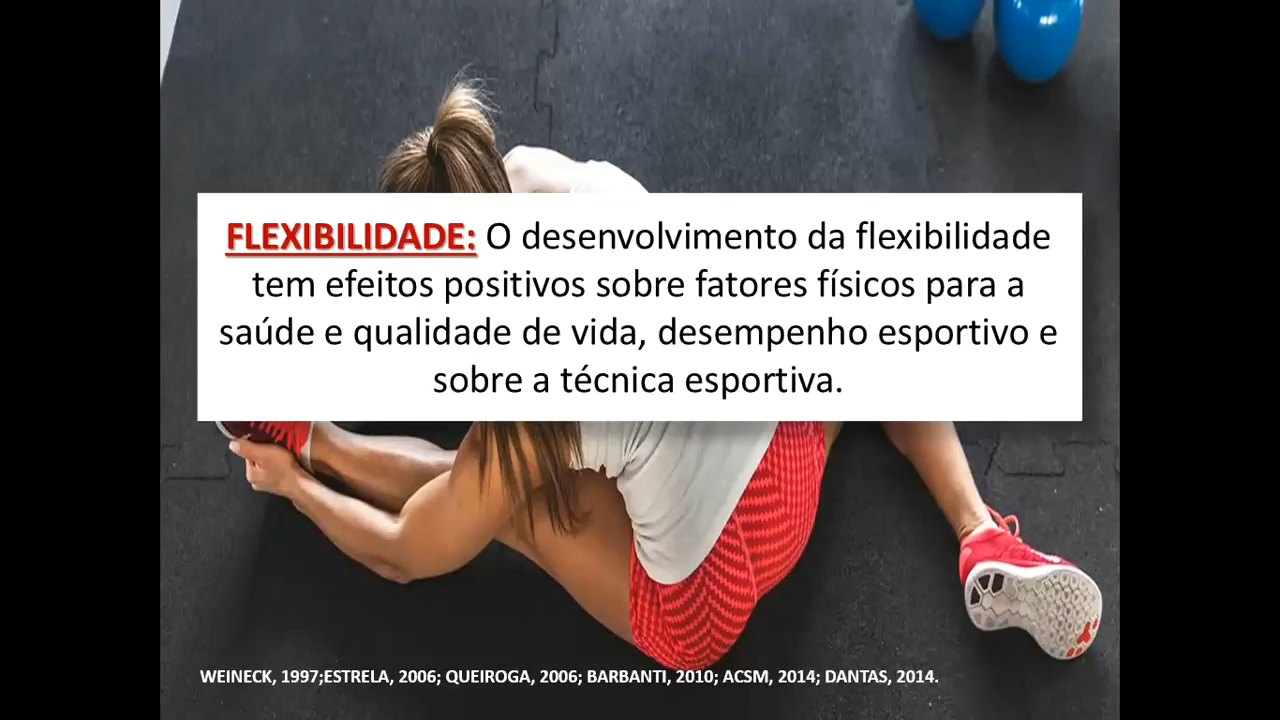 FLEXIBILIDADE: O desenvolvimento da flexibilidade
tem efeitos positivos sobre fatores físicos para a
saúde e qualidade de vida, desempenho esportivo e
sobre a técnica esportiva.
WEINECK, 1997;ESTRELA, 2006; QUEIROGA, 2006; BARBANTI, 2010; ACSM, 2014; DANTAS, 2014.